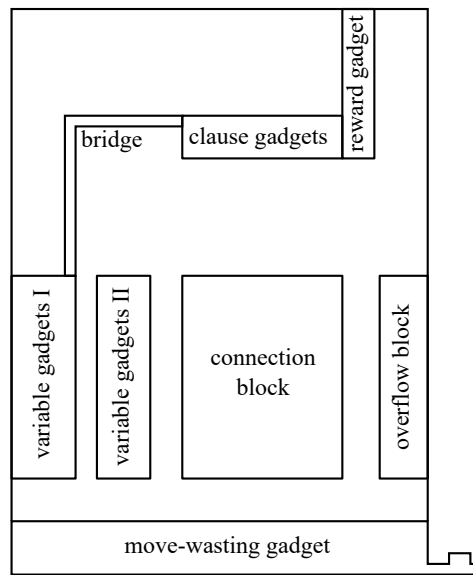 reward gadget
bridge
clause gadgets
variable gadgets I
variable gadgets II
connection
block
overflow block
move-wasting gadget